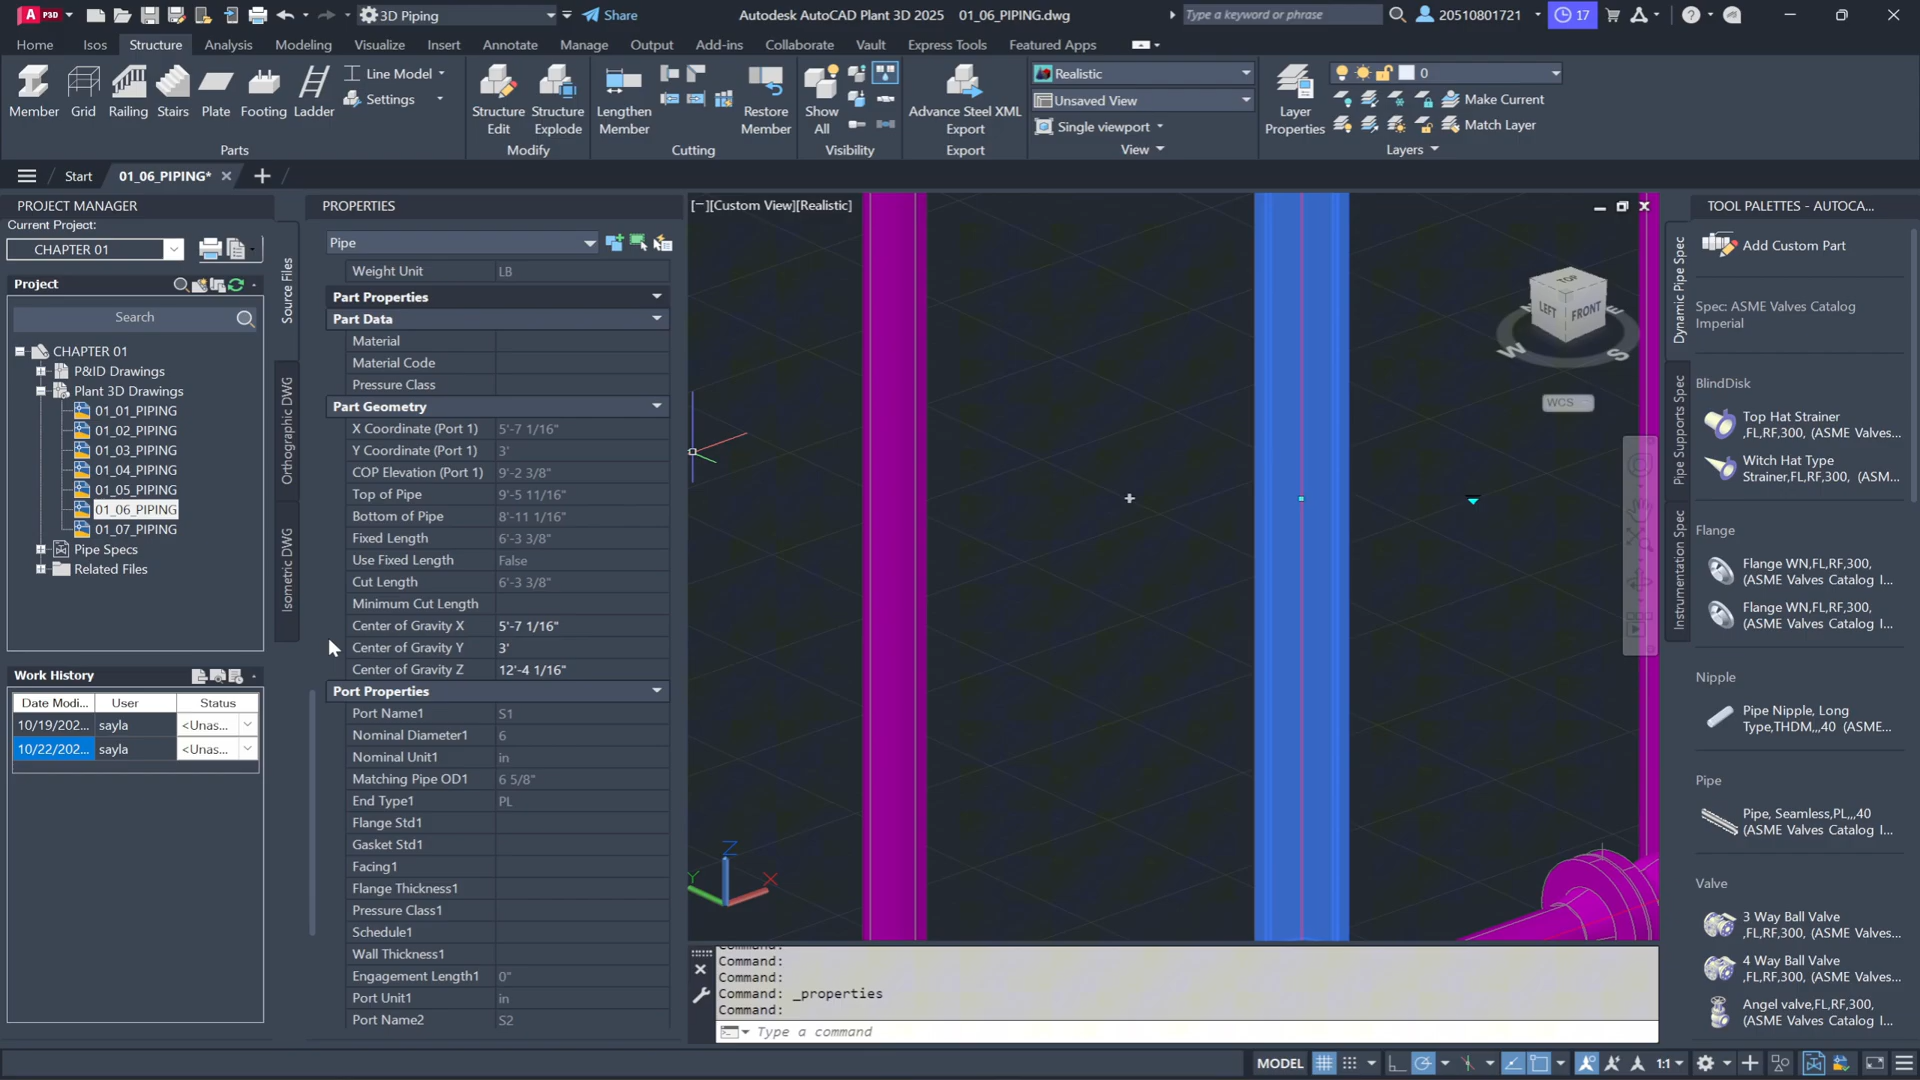 A P3D 3D Piping Share Autodesk AutoCAD Plant 3D 2025 01_06_PIPING.dwg Type a keyword or phrase 20510801721 17
Home Isos Structure Analysis Modeling Visualize Insert Annotate Manage Output Add-ins Collaborate Vault Express Tools Featured Apps
Member Grid Railing Stairs Plate Footing Ladder
Line Model
Settings
Parts
Structure Edit
Structure Explode
Modify
Lengthen Member
Restore Member
Cutting
Show All
Visibility
Advance Steel XML Export
Export
Realistic
Unsaved View
Single viewport
View
Layer Properties
0
Make Current
Match Layer
Layers
Start 01_06_PIPING*
PROJECT MANAGER
Current Project:
CHAPTER 01
Project
Search
CHAPTER 01
P&ID Drawings
Plant 3D Drawings
01_01_PIPING
01_02_PIPING
01_03_PIPING
01_04_PIPING
01_05_PIPING
01_06_PIPING
01_07_PIPING
Pipe Specs
Related Files
Source Files
Orthographic DWG
Isometric DWG
Work History
Date Modi... User Status
10/19/202... sayla <Unas...
10/22/202... sayla <Unas...
PROPERTIES
Pipe
Weight Unit LB
Part Properties
Part Data
Material
Material Code
Pressure Class
Part Geometry
X Coordinate (Port 1) 5'-7 1/16"
Y Coordinate (Port 1) 3'
COP Elevation (Port 1) 9'-2 3/8"
Top of Pipe 9'-5 11/16"
Bottom of Pipe 8'-11 1/16"
Fixed Length 6'-3 3/8"
Use Fixed Length False
Cut Length 6'-3 3/8"
Minimum Cut Length
Center of Gravity X 5'-7 1/16"
Center of Gravity Y 3'
Center of Gravity Z 12'-4 1/16"
Port Properties
Port Name1 S1
Nominal Diameter1 6
Nominal Unit1 in
Matching Pipe OD1 6 5/8"
End Type1 PL
Flange Std1
Gasket Std1
Facing1
Flange Thickness1
Pressure Class1
Schedule1
Wall Thickness1
Engagement Length1 0"
Port Unit1 in
Port Name2 S2
[−][Custom View][Realistic]
TOP
LEFT FRONT
W S E
WCS
Z
Y X
Command:
Command:
Command:
Command: _properties
Command:
Type a command
TOOL PALETTES - AUTOCA...
Dynamic Pipe Spec
Pipe Supports Spec
Instrumentation Spec
Add Custom Part
Spec: ASME Valves Catalog
Imperial
BlindDisk
Top Hat Strainer
,FL,RF,300, (ASME Valves...
Witch Hat Type
Strainer,FL,RF,300, (ASM...
Flange
Flange WN,FL,RF,300,
(ASME Valves Catalog I...
Flange WN,FL,RF,300,
(ASME Valves Catalog I...
Nipple
Pipe Nipple, Long
Type,THDM,,,40 (ASME...
Pipe
Pipe, Seamless,PL,,,40
(ASME Valves Catalog I...
Valve
3 Way Ball Valve
,FL,RF,300, (ASME Valves...
4 Way Ball Valve
,FL,RF,300, (ASME Valves...
Angel valve,FL,RF,300,
(ASME Valves Catalog I...
MODEL 1:1